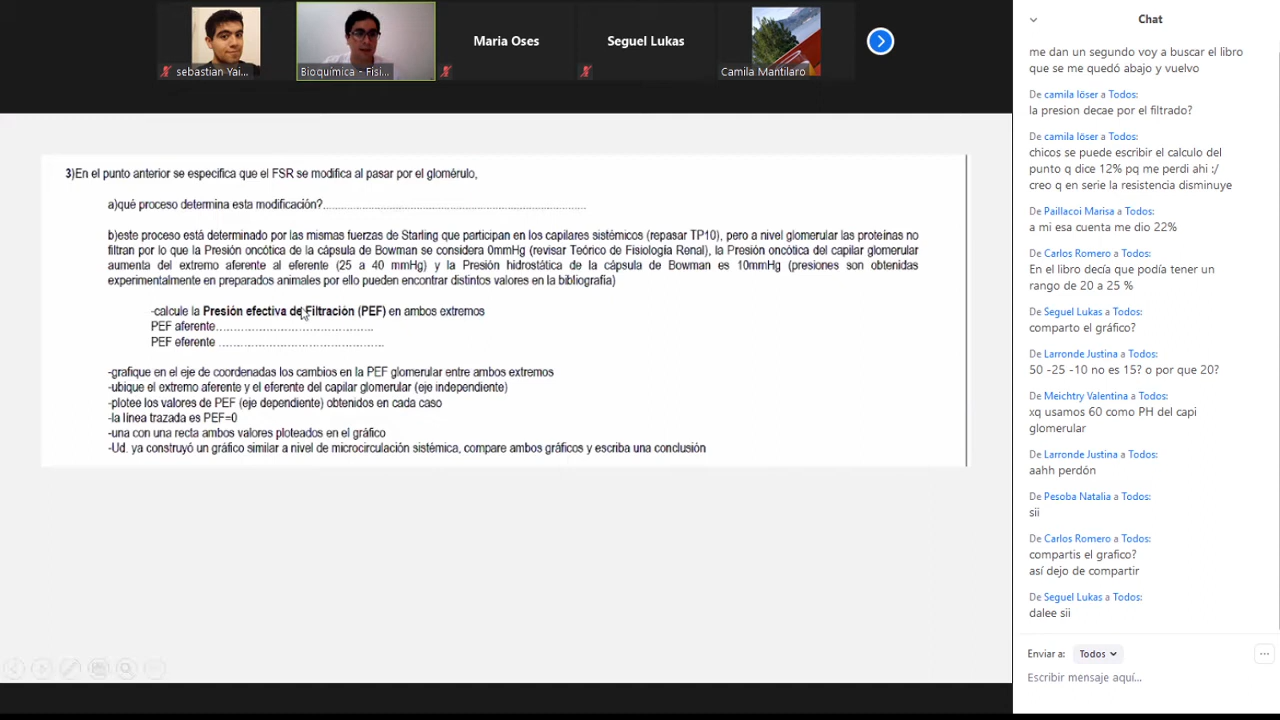 sebastian Yai...
Bioquímica - Fisi...
Maria Oses
Seguel Lukas
Camila Mantilaro
3)En el punto anterior se especifica que el FSR se modifica al pasar por el glomérulo,
a)qué proceso determina esta modificación?................................................................................
b)este proceso está determinado por las mismas fuerzas de Starling que participan en los capilares sistémicos (repasar TP10), pero a nivel glomerular las proteínas no
filtran por lo que la Presión oncótica de la cápsula de Bowman se considera 0mmHg (revisar Teórico de Fisiología Renal), la Presión oncótica del capilar glomerular
aumenta del extremo aferente al eferente (25 a 40 mmHg) y la Presión hidrostática de la cápsula de Bowman es 10mmHg (presiones son obtenidas
experimentalmente en preparados animales por ello pueden encontrar distintos valores en la bibliografía)
-calcule la Presión efectiva de Filtración (PEF) en ambos extremos
PEF aferente..........................................
PEF eferente ............................................
-grafique en el eje de coordenadas los cambios en la PEF glomerular entre ambos extremos
-ubique el extremo aferente y el eferente del capilar glomerular (eje independiente)
-plotee los valores de PEF (eje dependiente) obtenidos en cada caso
-la línea trazada es PEF=0
-una con una recta ambos valores ploteados en el gráfico
-Ud. ya construyó un gráfico similar a nivel de microcirculación sistémica, compare ambos gráficos y escriba una conclusión
Chat
me dan un segundo voy a buscar el libro
que se me quedó abajo y vuelvo
De camila löser a Todos:
la presion decae por el filtrado?
De camila löser a Todos:
chicos se puede escribir el calculo del
punto q dice 12% pq me perdi ahi :/
creo q en serie la resistencia disminuye
De Paillacoi Marisa a Todos:
a mi esa cuenta me dio 22%
De Carlos Romero a Todos:
En el libro decía que podía tener un
rango de 20 a 25 %
De Seguel Lukas a Todos:
comparto el gráfico?
De Larronde Justina a Todos:
50 -25 -10 no es 15? o por que 20?
De Meichtry Valentina a Todos:
xq usamos 60 como PH del capi
glomerular
De Larronde Justina a Todos:
aahh perdón
De Pesoba Natalia a Todos:
sii
De Carlos Romero a Todos:
compartis el grafico?
así dejo de compartir
De Seguel Lukas a Todos:
dalee sii
Enviar a: Todos
Escribir mensaje aquí...